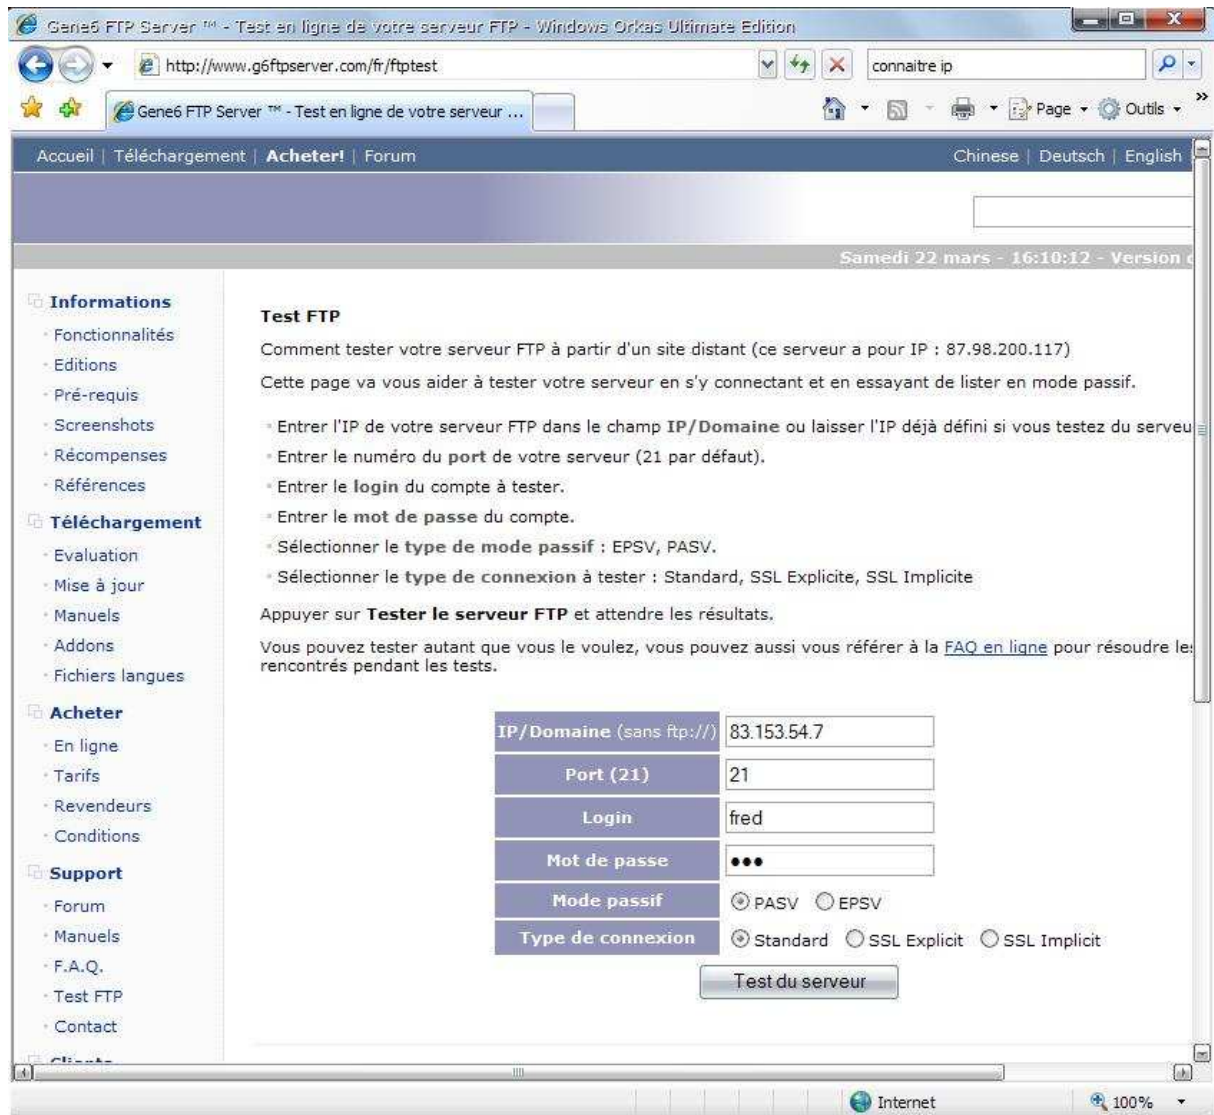 Gene6 FTP Server ™ - Test en ligne de votre serveur FTP - Windows Orkas Ultimate Edition
http://www.g6ftpserver.com/fr/ftptest
connaitre ip
Gene6 FTP Server ™ - Test en ligne de votre serveur ...
Page
Outils
Accueil | Téléchargement | Acheter! | Forum
Chinese | Deutsch | English
Samedi 22 mars - 16:10:12 - Version
Informations
Fonctionnalités
Editions
Pré-requis
Screenshots
Récompenses
Références
Téléchargement
Evaluation
Mise à jour
Manuels
Addons
Fichiers langues
Acheter
En ligne
Tarifs
Revendeurs
Conditions
Support
Forum
Manuels
F.A.Q.
Test FTP
Contact
Clients
Test FTP
Comment tester votre serveur FTP à partir d'un site distant (ce serveur a pour IP : 87.98.200.117)
Cette page va vous aider à tester votre serveur en s'y connectant et en essayant de lister en mode passif.
Entrer l'IP de votre serveur FTP dans le champ IP/Domaine ou laisser l'IP déjà défini si vous testez du serveu
Entrer le numéro du port de votre serveur (21 par défaut).
Entrer le login du compte à tester.
Entrer le mot de passe du compte.
Sélectionner le type de mode passif : EPSV, PASV.
Sélectionner le type de connexion à tester : Standard, SSL Explicite, SSL Implicite
Appuyer sur Tester le serveur FTP et attendre les résultats.
Vous pouvez tester autant que vous le voulez, vous pouvez aussi vous référer à la FAQ en ligne pour résoudre les
rencontrés pendant les tests.
IP/Domaine (sans ftp://) 83.153.54.7
Port (21) 21
Login fred
Mot de passe •••
Mode passif PASV EPSV
Type de connexion Standard SSL Explicit SSL Implicit
Test du serveur
Internet
100%